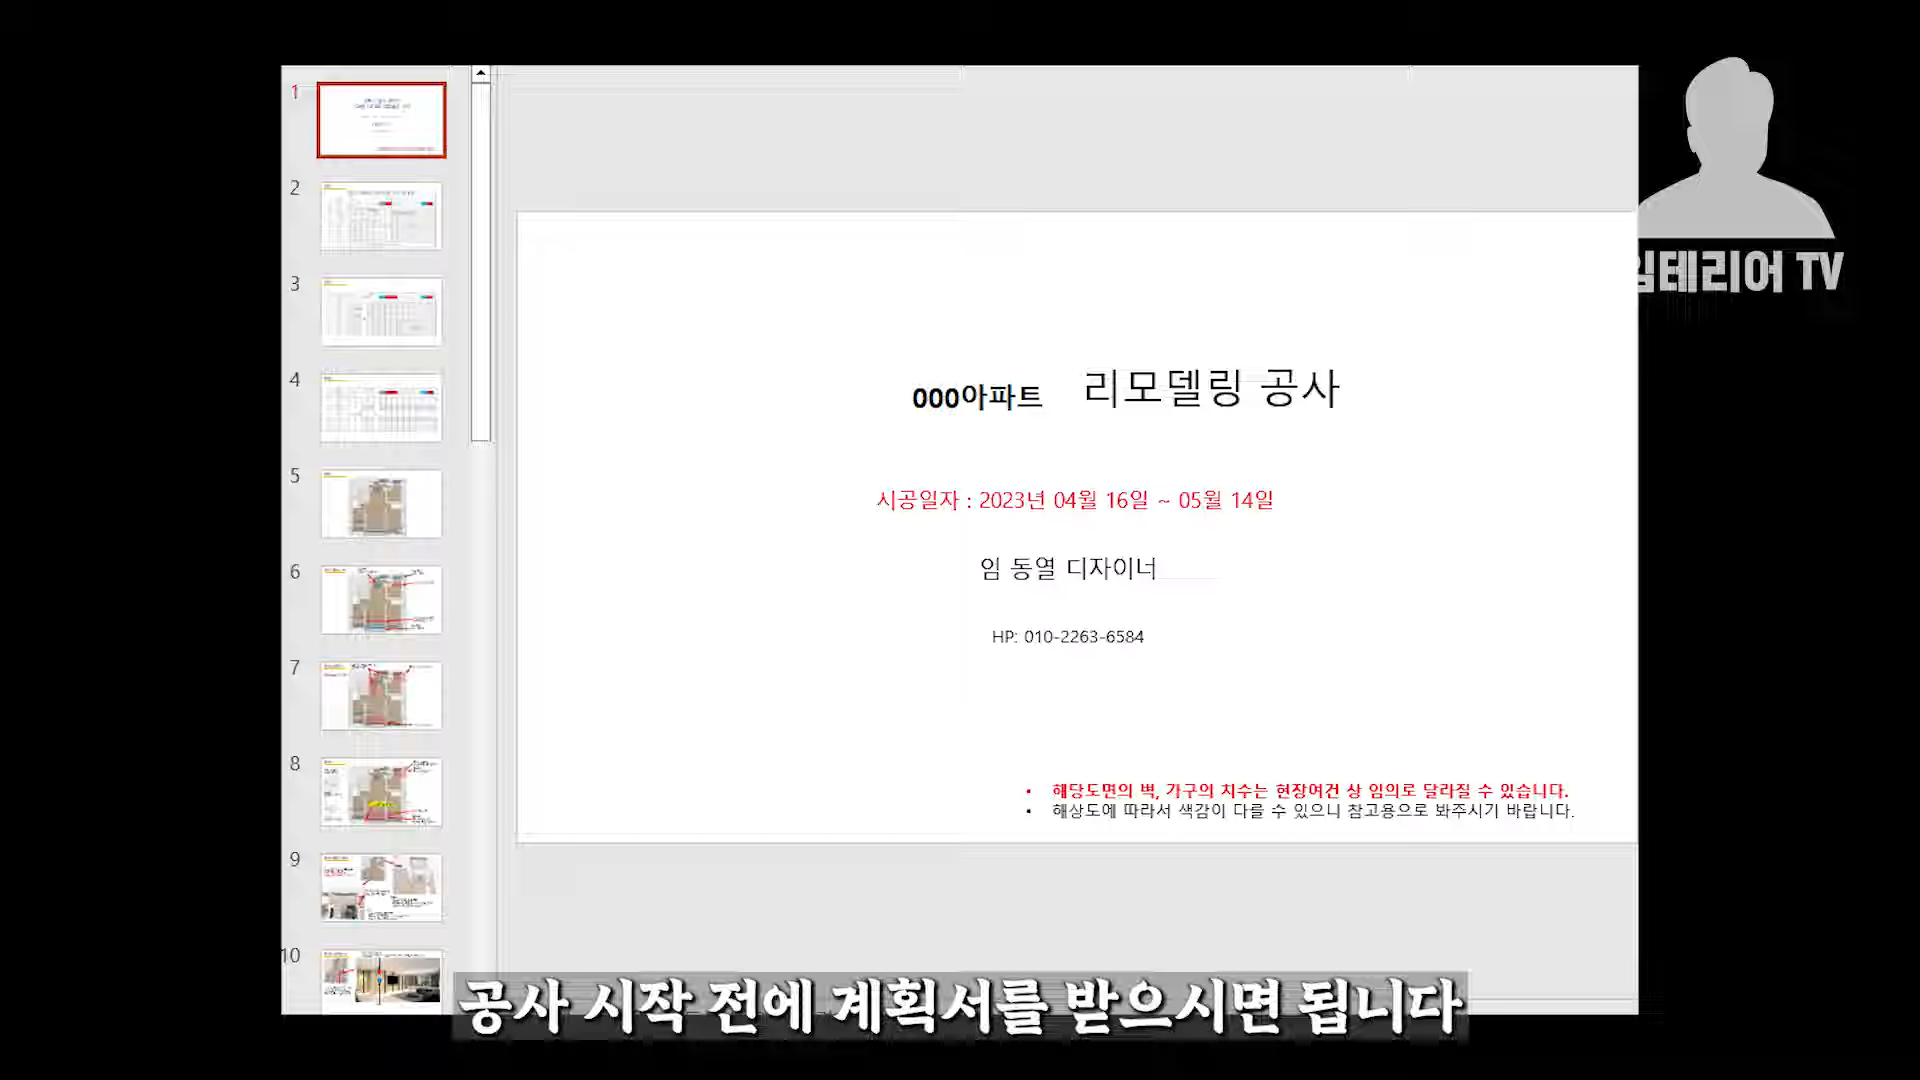 1
2
3
4
5
6
7
8
9
10
임테리어 TV
000아파트 리모델링 공사
시공일자 : 2023년 04월 16일 ~ 05월 14일
임 동열 디자이너
HP: 010-2263-6584
• 해당도면의 벽, 가구의 치수는 현장여건 상 임의로 달라질 수 있습니다.
• 해상도에 따라서 색감이 다를 수 있으니 참고용으로 봐주시기 바랍니다.
공사 시작 전에 계획서를 받으시면 됩니다